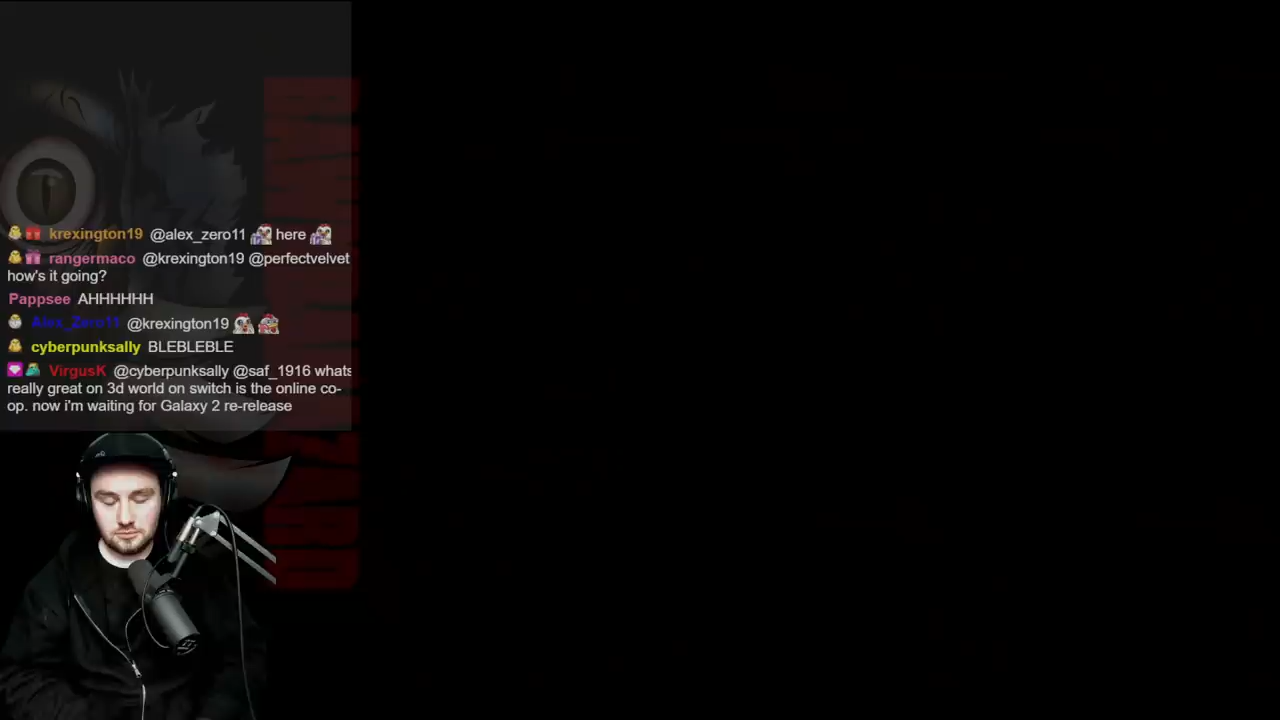 krexington19 @alex_zero11 here
rangermaco @krexington19 @perfectvelvet
how's it going?
Pappsee AHHHHHH
Alex_Zero11 @krexington19
cyberpunksally BLEBLEBLE
VirgusK @cyberpunksally @saf_1916 whats
really great on 3d world on switch is the online co-
op. now i'm waiting for Galaxy 2 re-release